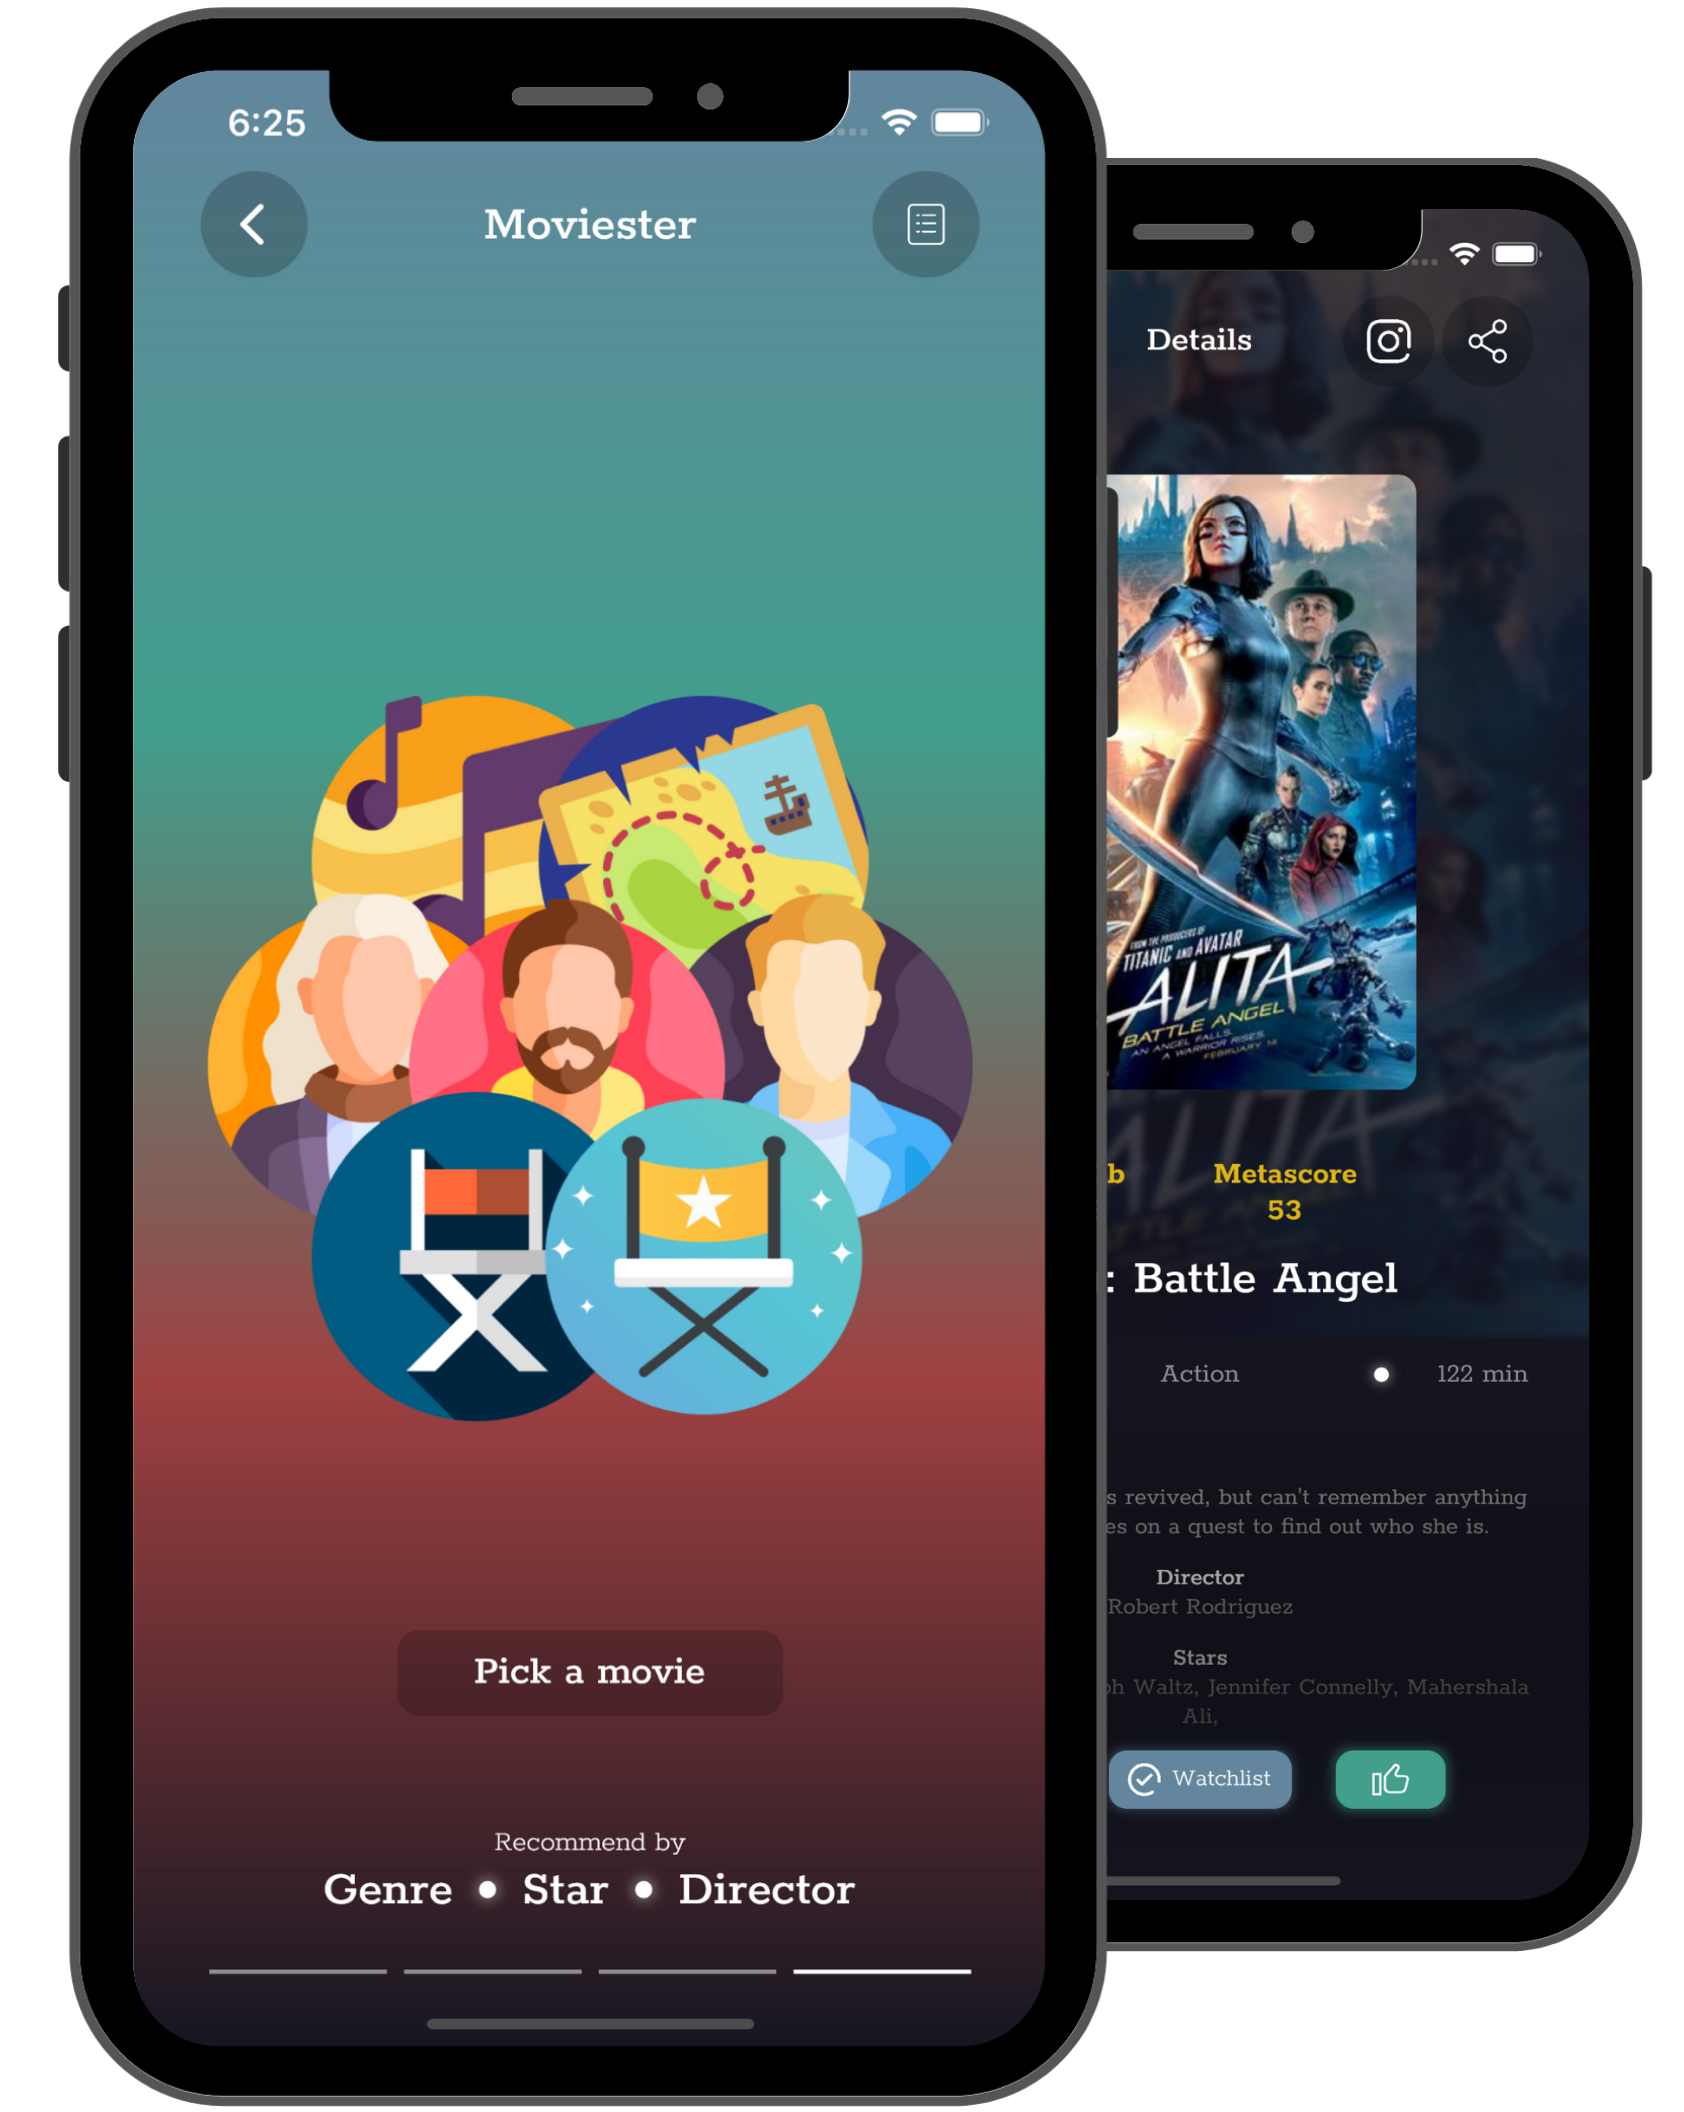 6:25
Moviester
Pick a movie
Recommend by
Genre • Star • Director
Details
FROM THE PRODUCERS OF
TITANIC AND AVATAR
ALITA
BATTLE ANGEL
AN ANGEL FALLS.
A WARRIOR RISES
FEBRUARY 14
b Metascore
53
: Battle Angel
Action • 122 min
s revived, but can't remember anything
es on a quest to find out who she is.
Director
Robert Rodriguez
Stars
ph Waltz, Jennifer Connelly, Mahershala
Ali,
Watchlist